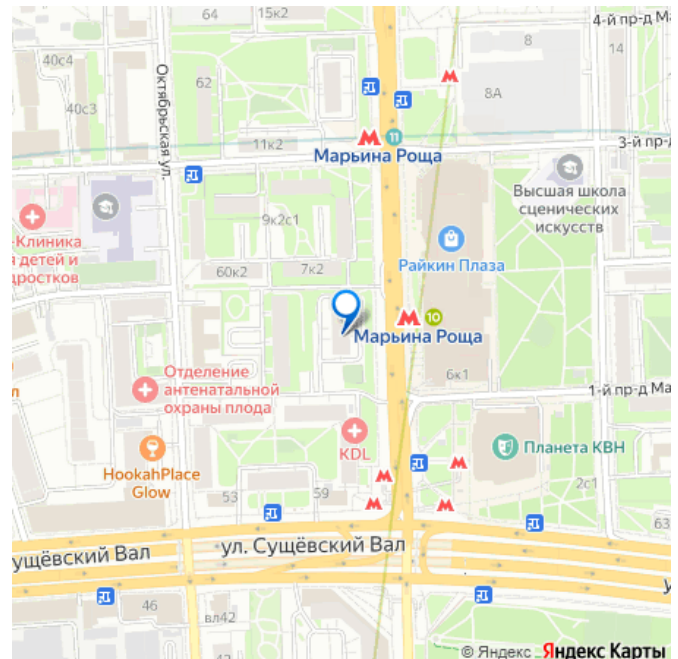 64
15к2
4-й пр-д Ма
40с4
62
8
14
8А
40с3
Октябрьская ул.
11к2
11
Марьина Роща
3-й пр-д
Высшая школа
сценических
искусств
9к2с1
-Клиника
я детей и
дростков
Райкин Плаза
60к2
7к2
10
Марьина Роща
Отделение
антенатальной
охраны плода
6к1
1-й пр-д Ма
л
KDL
Планета КВН
HookahPlace
Glow
53
59
2с1
63
ущёвский Вал
ул. Сущёвский Вал
у
46
вл42
© Яндекс Яндекс Карты